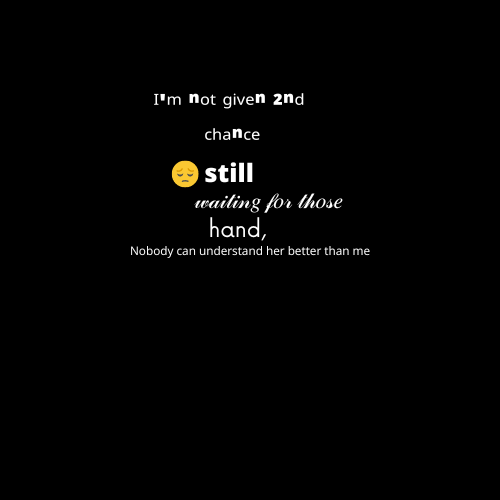 I'm not given 2nd
chance
😔 still
waiting for those
hand,
Nobody can understand her better than me